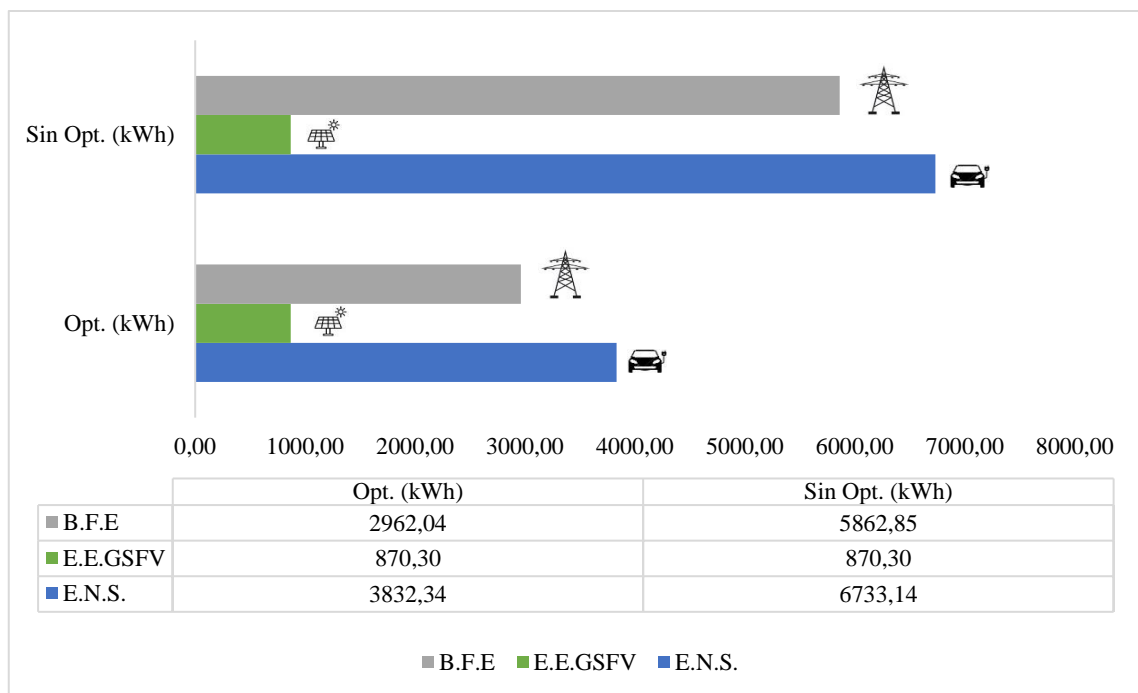 Sin Opt. (kWh)
Opt. (kWh)
0,00 1000,00 2000,00 3000,00 4000,00 5000,00 6000,00 7000,00 8000,00
Opt. (kWh) Sin Opt. (kWh)
B.F.E 2962,04 5862,85
E.E.GSFV 870,30 870,30
E.N.S. 3832,34 6733,14
B.F.E E.E.GSFV E.N.S.